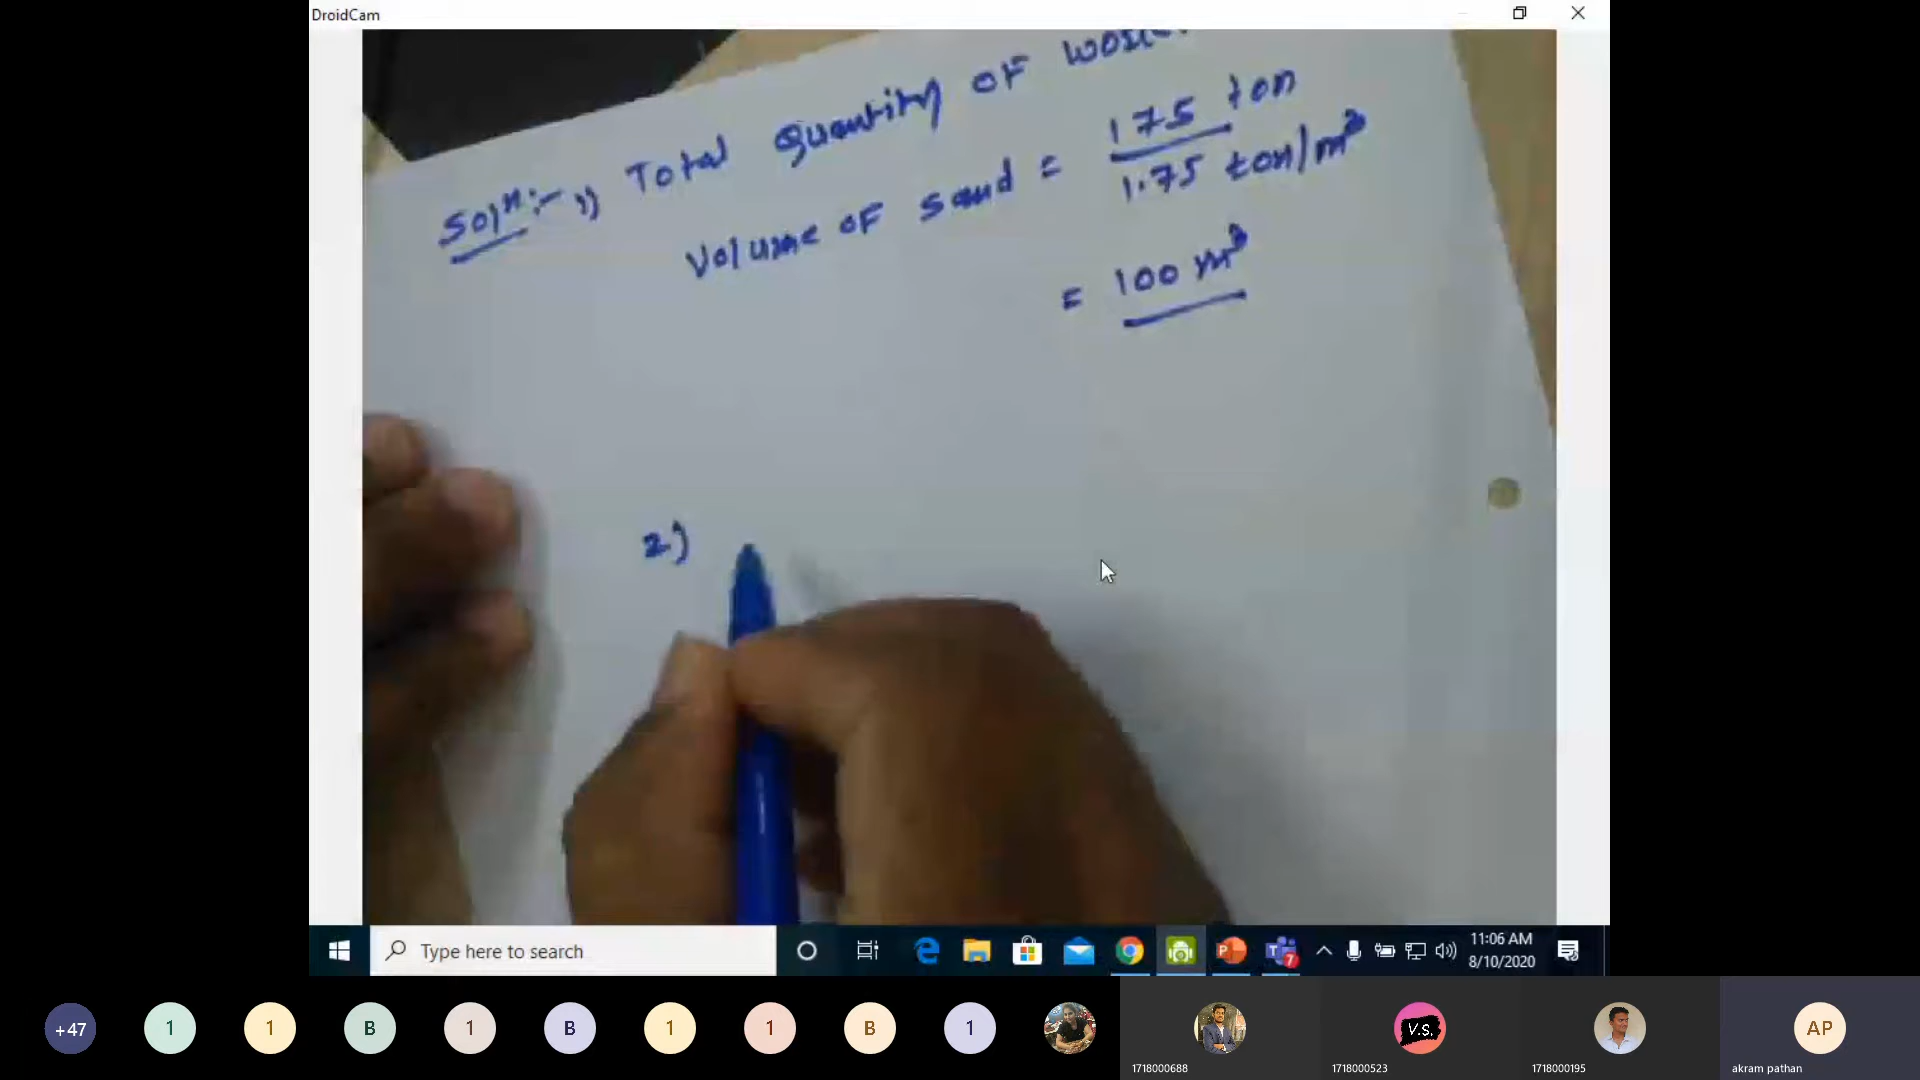 DroidCam
Soln:- 1) Total Quantity OF
Volume OF sand = 175 ton
1.75 ton/m3
= 100 m3
2)
Type here to search
11:06 AM
8/10/2020
7
+47
1
1
B
1
B
1
1
B
1
V.S.
AP
1718000688
1718000523
1718000195
akram pathan